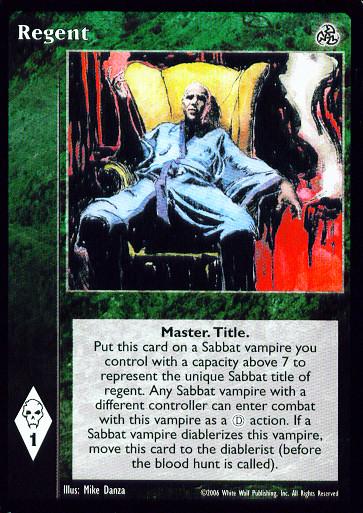 Regent
Master. Title.
Put this card on a Sabbat vampire you
control with a capacity above 7 to
represent the unique Sabbat title of
regent. Any Sabbat vampire with a
different controller can enter combat
with this vampire as a Ⓓ action. If a
Sabbat vampire diablerizes this vampire,
move this card to the diablerist (before
the blood hunt is called).
1
Illus: Mike Danza
©2006 White Wolf Publishing, Inc. All Rights Reserved